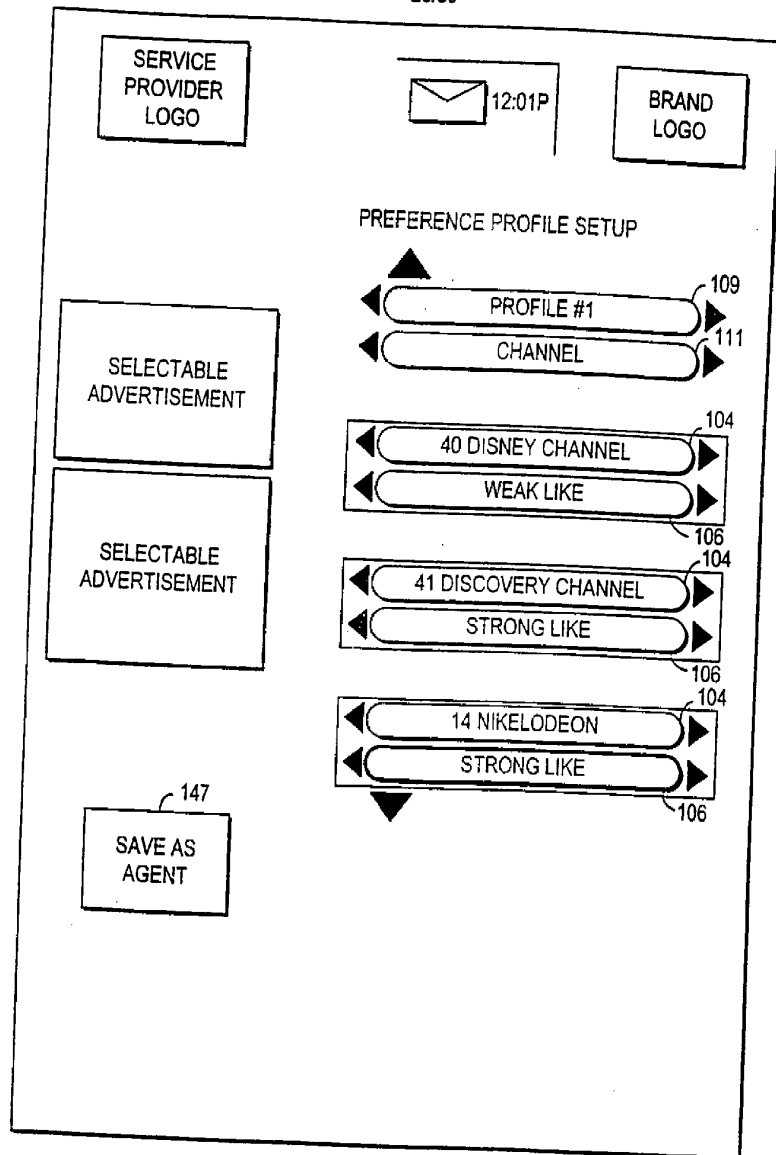 SERVICE
PROVIDER
LOGO
12:01P
BRAND
LOGO
PREFERENCE PROFILE SETUP
PROFILE #1
109
CHANNEL
111
SELECTABLE
ADVERTISEMENT
40 DISNEY CHANNEL
104
WEAK LIKE
106
SELECTABLE
ADVERTISEMENT
41 DISCOVERY CHANNEL
104
STRONG LIKE
106
14 NIKELODEON
104
STRONG LIKE
106
147
SAVE AS
AGENT